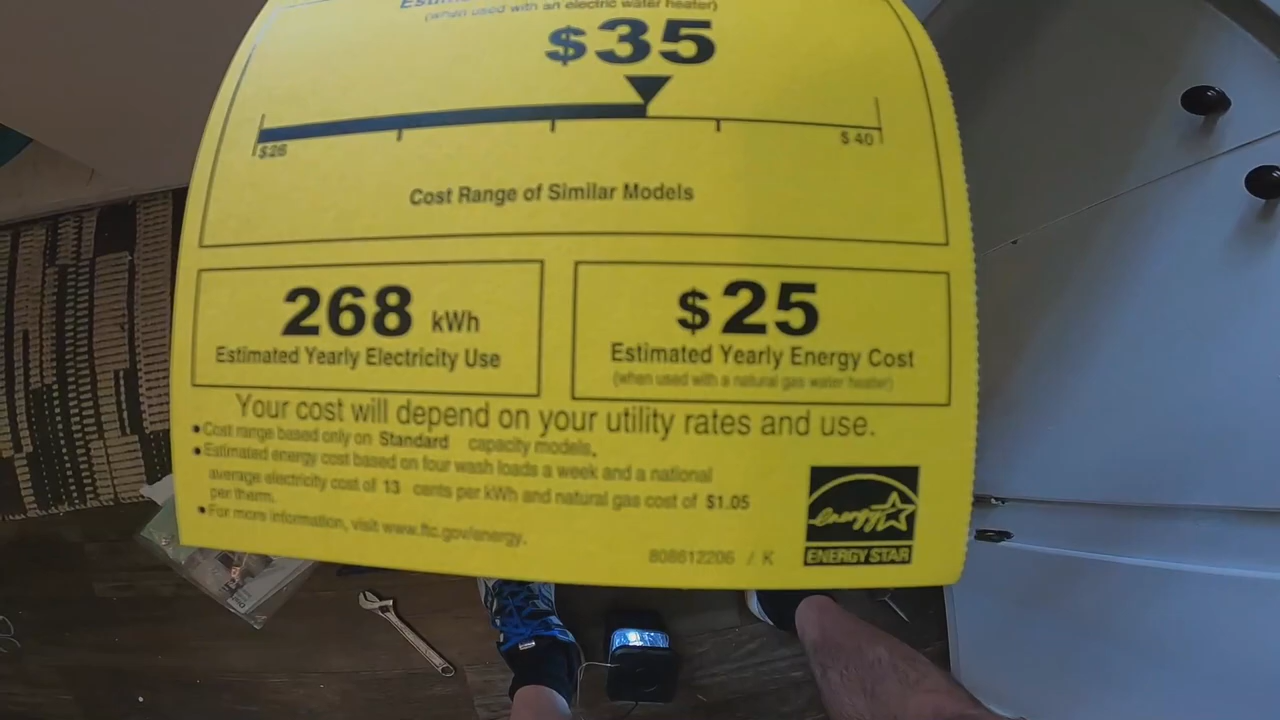 (when used with an electric water heater)
$35
$26
$40
Cost Range of Similar Models
268 kWh
Estimated Yearly Electricity Use
$25
Estimated Yearly Energy Cost
(when used with a natural gas water heater)
Your cost will depend on your utility rates and use.
• Cost range based only on Standard capacity models.
• Estimated energy cost based on four wash loads a week and a national
average electricity cost of 13 cents per kWh and natural gas cost of $1.05
per therm.
• For more information, visit www.ftc.gov/energy.
808612206 / K
energy
ENERGY STAR